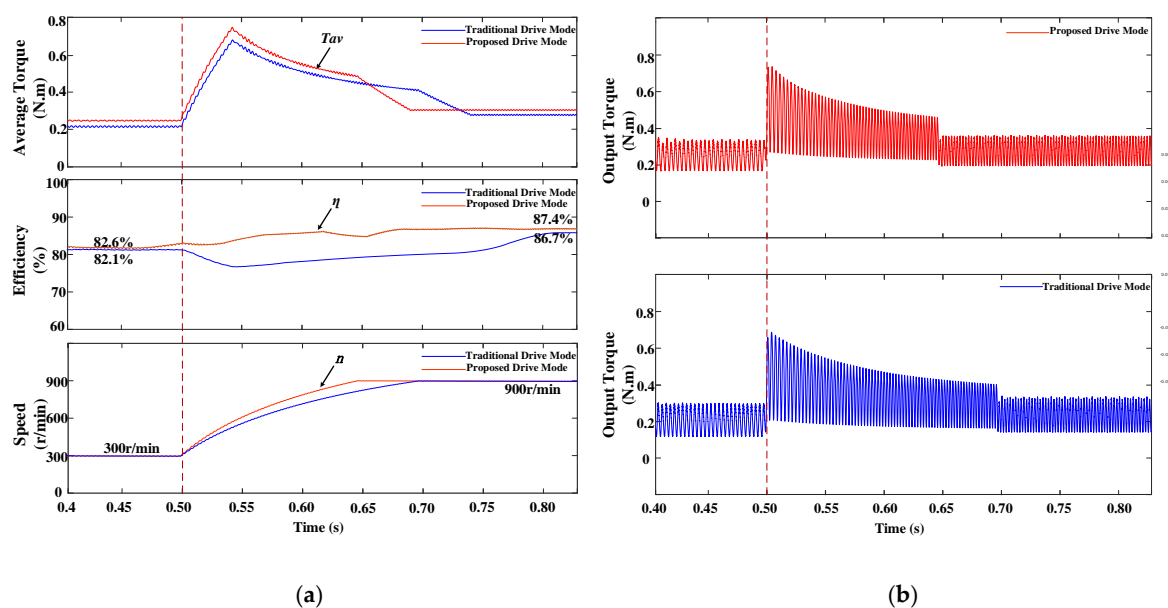 Average Torque
(N.m)
0.8
0.6
0.4
0.2
0
Tav
Traditional Drive Mode
Proposed Drive Mode
Efficiency
(%)
100
90
80
70
60
82.6%
82.1%
η
Traditional Drive Mode
Proposed Drive Mode
87.4%
86.7%
Speed
(r/min)
900
600
300
0
300r/min
n
Traditional Drive Mode
Proposed Drive Mode
900r/min
0.4 0.45 0.50 0.55 0.60 0.65 0.70 0.75 0.80
Time (s)
(a)
Output Torque
(N.m)
0.8
0.6
0.4
0.2
0
Proposed Drive Mode
Output Torque
(N.m)
0.8
0.6
0.4
0.2
0
Traditional Drive Mode
0.40 0.45 0.50 0.55 0.60 0.65 0.70 0.75 0.80
Time (s)
(b)